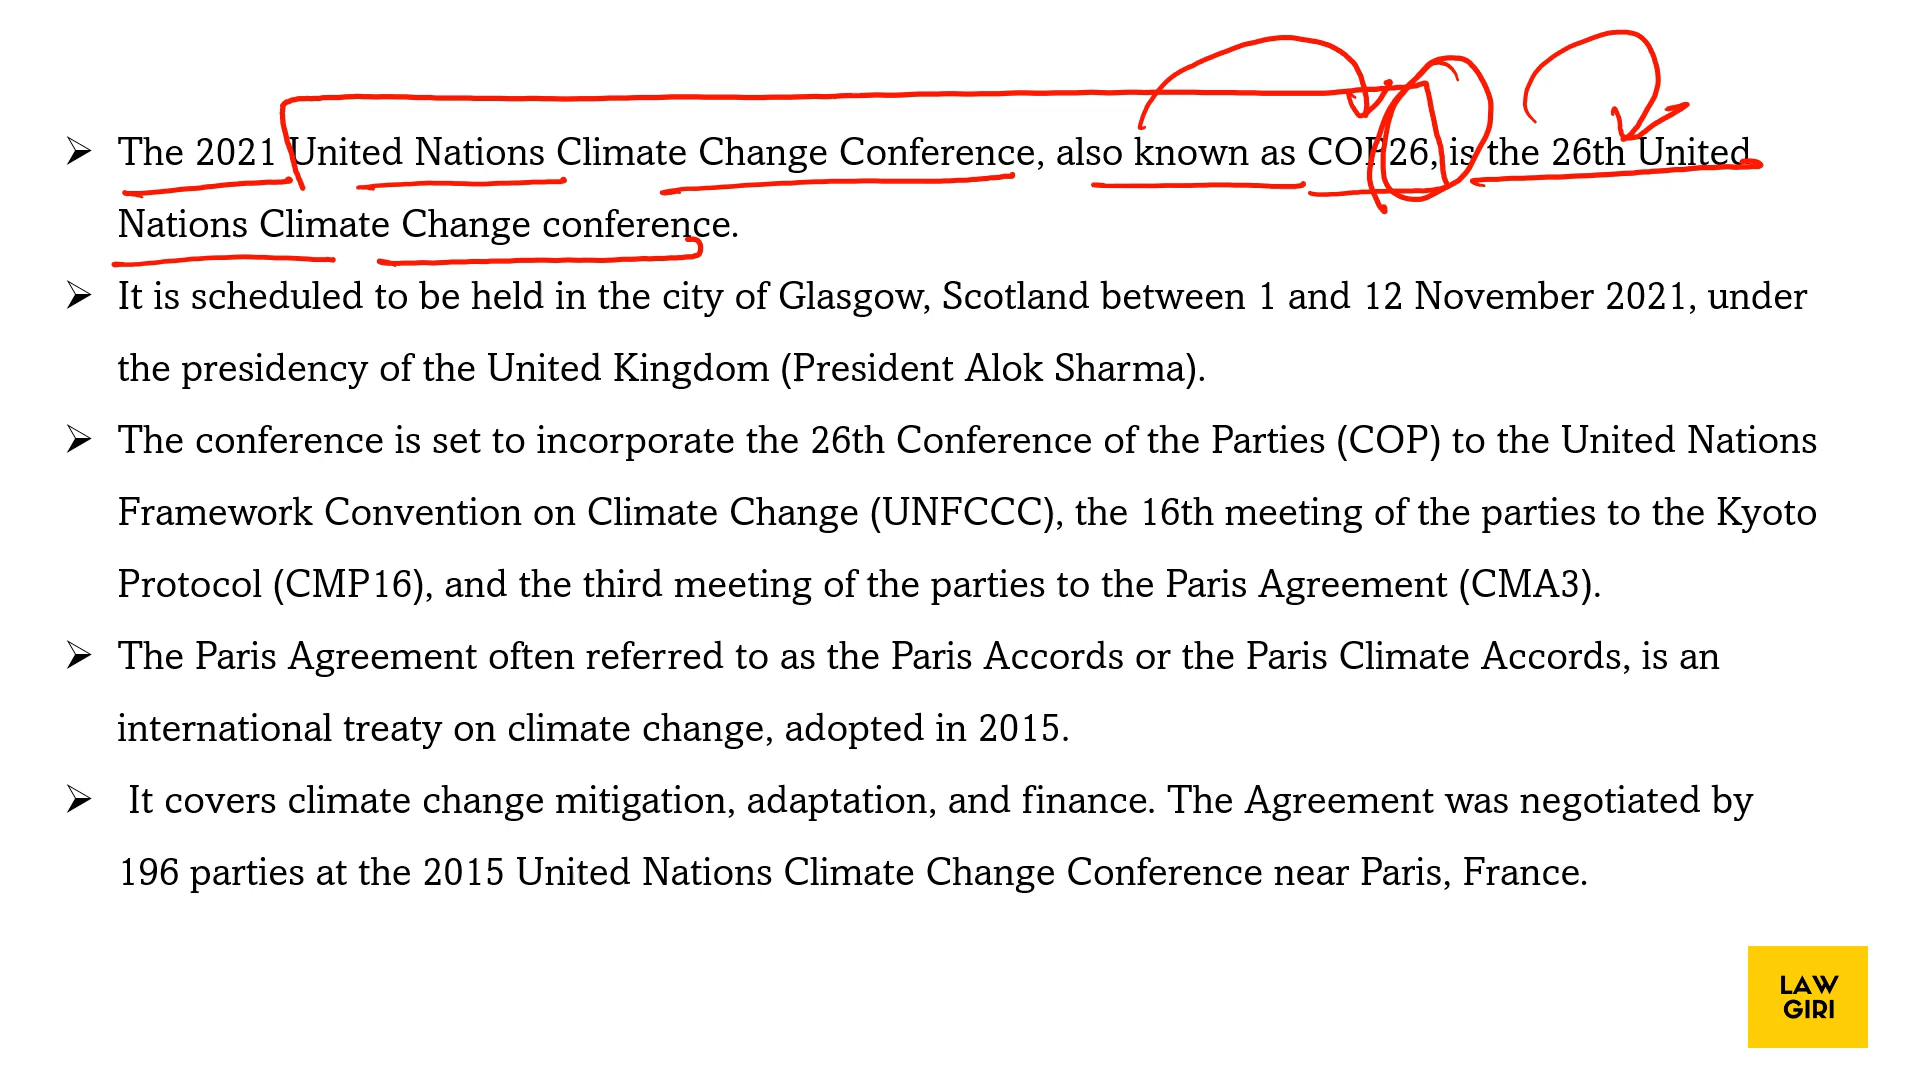 ➢ The 2021 United Nations Climate Change Conference, also known as COP26, is the 26th United
Nations Climate Change conference.
➢ It is scheduled to be held in the city of Glasgow, Scotland between 1 and 12 November 2021, under
the presidency of the United Kingdom (President Alok Sharma).
➢ The conference is set to incorporate the 26th Conference of the Parties (COP) to the United Nations
Framework Convention on Climate Change (UNFCCC), the 16th meeting of the parties to the Kyoto
Protocol (CMP16), and the third meeting of the parties to the Paris Agreement (CMA3).
➢ The Paris Agreement often referred to as the Paris Accords or the Paris Climate Accords, is an
international treaty on climate change, adopted in 2015.
➢ It covers climate change mitigation, adaptation, and finance. The Agreement was negotiated by
196 parties at the 2015 United Nations Climate Change Conference near Paris, France.
LAW
GIRI